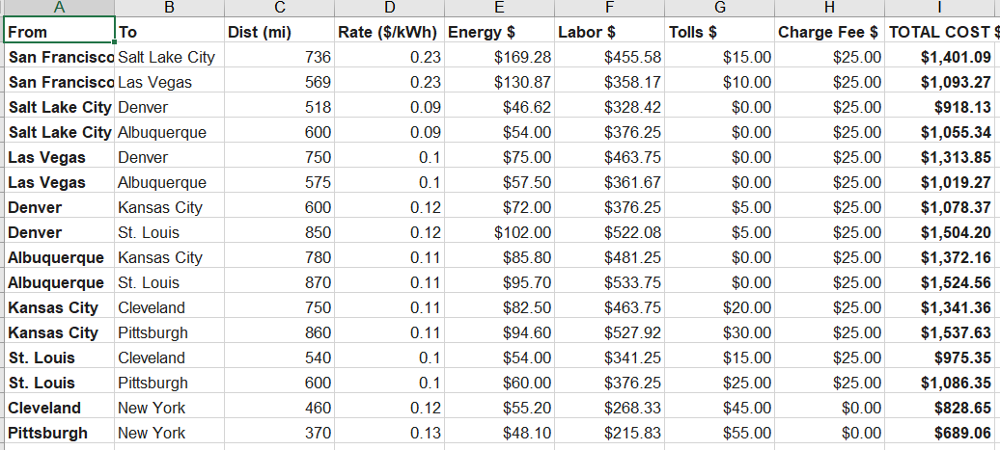 A B C D E F G H I
From To Dist (mi) Rate ($/kWh) Energy $ Labor $ Tolls $ Charge Fee $ TOTAL COST $
San Francisco Salt Lake City 736 0.23 $169.28 $455.58 $15.00 $25.00 $1,401.09
San Francisco Las Vegas 569 0.23 $130.87 $358.17 $10.00 $25.00 $1,093.27
Salt Lake City Denver 518 0.09 $46.62 $328.42 $0.00 $25.00 $918.13
Salt Lake City Albuquerque 600 0.09 $54.00 $376.25 $0.00 $25.00 $1,055.34
Las Vegas Denver 750 0.1 $75.00 $463.75 $0.00 $25.00 $1,313.85
Las Vegas Albuquerque 575 0.1 $57.50 $361.67 $0.00 $25.00 $1,019.27
Denver Kansas City 600 0.12 $72.00 $376.25 $5.00 $25.00 $1,078.37
Denver St. Louis 850 0.12 $102.00 $522.08 $5.00 $25.00 $1,504.20
Albuquerque Kansas City 780 0.11 $85.80 $481.25 $0.00 $25.00 $1,372.16
Albuquerque St. Louis 870 0.11 $95.70 $533.75 $0.00 $25.00 $1,524.56
Kansas City Cleveland 750 0.11 $82.50 $463.75 $20.00 $25.00 $1,341.36
Kansas City Pittsburgh 860 0.11 $94.60 $527.92 $30.00 $25.00 $1,537.63
St. Louis Cleveland 540 0.1 $54.00 $341.25 $15.00 $25.00 $975.35
St. Louis Pittsburgh 600 0.1 $60.00 $376.25 $25.00 $25.00 $1,086.35
Cleveland New York 460 0.12 $55.20 $268.33 $45.00 $0.00 $828.65
Pittsburgh New York 370 0.13 $48.10 $215.83 $55.00 $0.00 $689.06